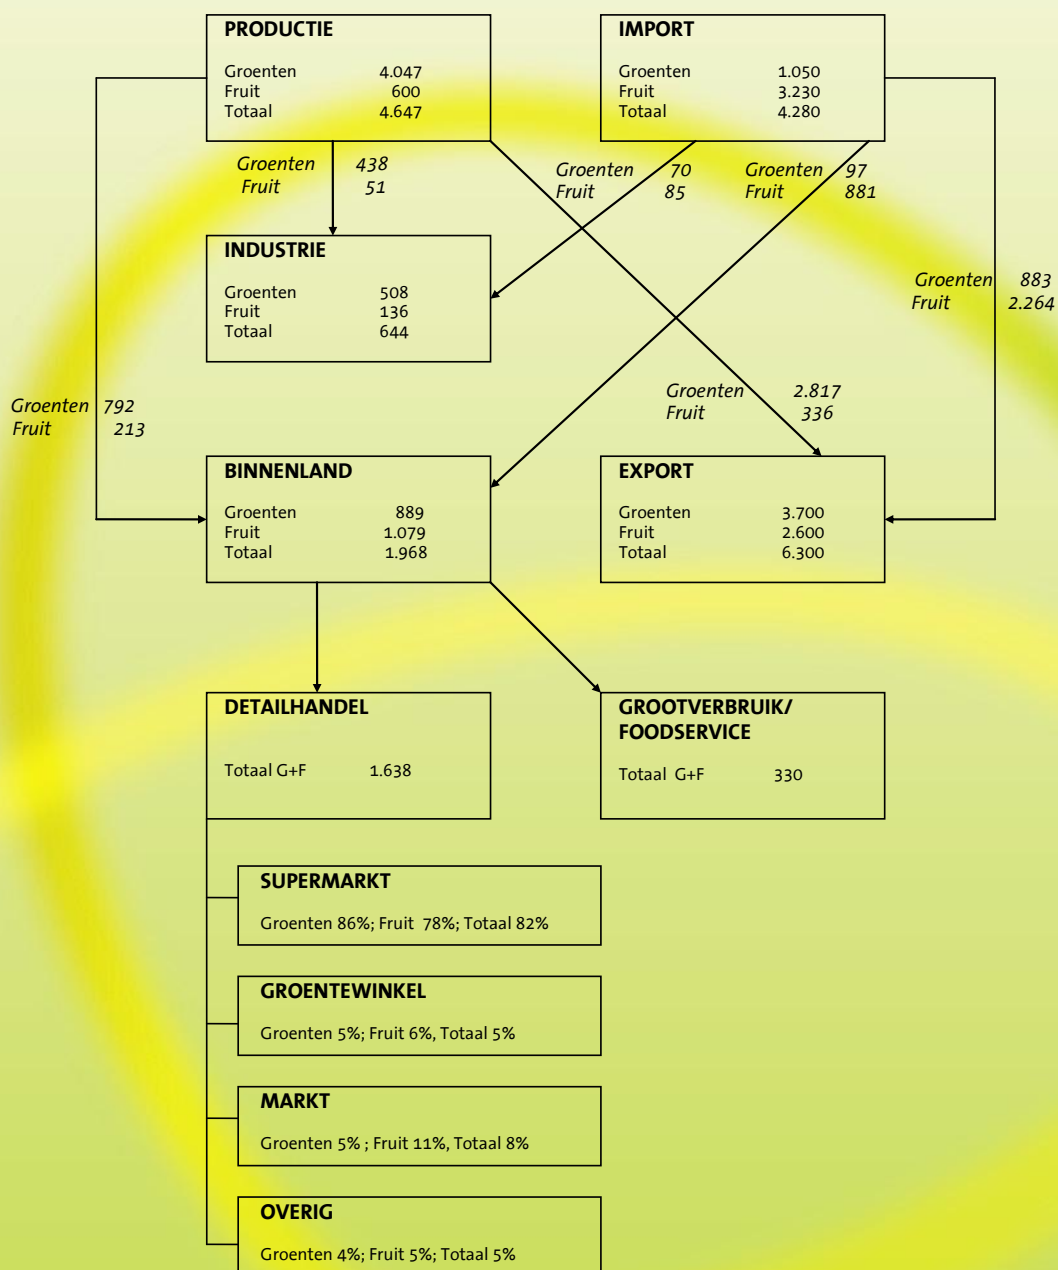 PRODUCTIE
Groenten 4.047
Fruit 600
Totaal 4.647
IMPORT
Groenten 1.050
Fruit 3.230
Totaal 4.280
Groenten 438
Fruit 51
Groenten 70
Fruit 85
Groenten 97
Fruit 881
INDUSTRIE
Groenten 508
Fruit 136
Totaal 644
Groenten 883
Fruit 2.264
Groenten 792
Fruit 213
Groenten 2.817
Fruit 336
BINNENLAND
Groenten 889
Fruit 1.079
Totaal 1.968
EXPORT
Groenten 3.700
Fruit 2.600
Totaal 6.300
DETAILHANDEL
Totaal G+F 1.638
GROOTVERBRUIK/
FOODSERVICE
Totaal G+F 330
SUPERMARKT
Groenten 86%; Fruit 78%; Totaal 82%
GROENTEWINKEL
Groenten 5%; Fruit 6%, Totaal 5%
MARKT
Groenten 5% ; Fruit 11%, Totaal 8%
OVERIG
Groenten 4%; Fruit 5%; Totaal 5%